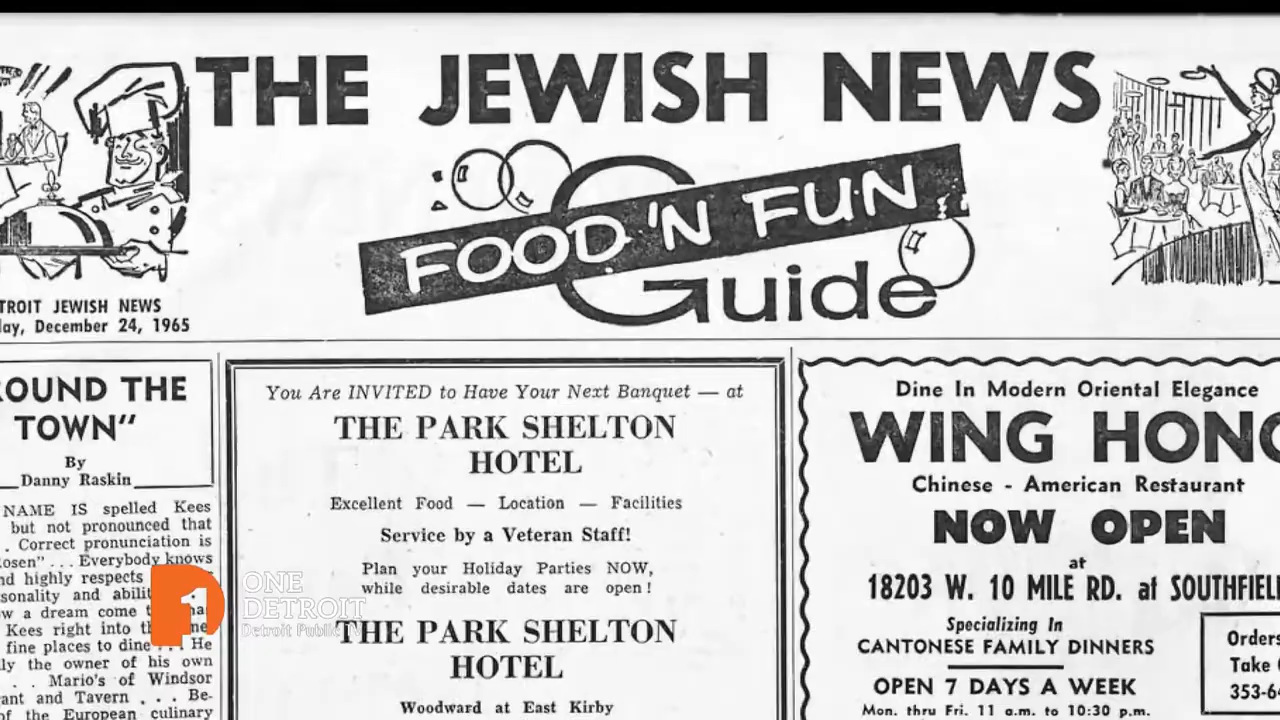 THE JEWISH NEWS
FOOD 'N FUN
Guide
TROIT JEWISH NEWS
ay, December 24, 1965
OUND THE
TOWN”
By
Danny Raskin
NAME IS spelled Kees
but not pronounced that
. Correct pronunciation is
osen” . . . Everybody knows
nd highly respects
sonality and abili
w a dream come
Kees right into
fine places to dine . . . He
ly the owner of his own
. . Mario's of Windsor
ant and Tavern . . . Be-
of the European culinary
You Are INVITED to Have Your Next Banquet — at
THE PARK SHELTON
HOTEL
Excellent Food — Location — Facilities
Service by a Veteran Staff!
Plan your Holiday Parties NOW,
while desirable dates are open!
THE PARK SHELTON
HOTEL
Woodward at East Kirby
Dine In Modern Oriental Elegance
WING HONG
Chinese - American Restaurant
NOW OPEN
at
18203 W. 10 MILE RD. at SOUTHFIEL
Specializing In
CANTONESE FAMILY DINNERS
OPEN 7 DAYS A WEEK
Mon. thru Fri. 11 a.m. to 10:30 p.m.
Orders
Take
353-6
1
ONE
DETROIT
Detroit Public TV